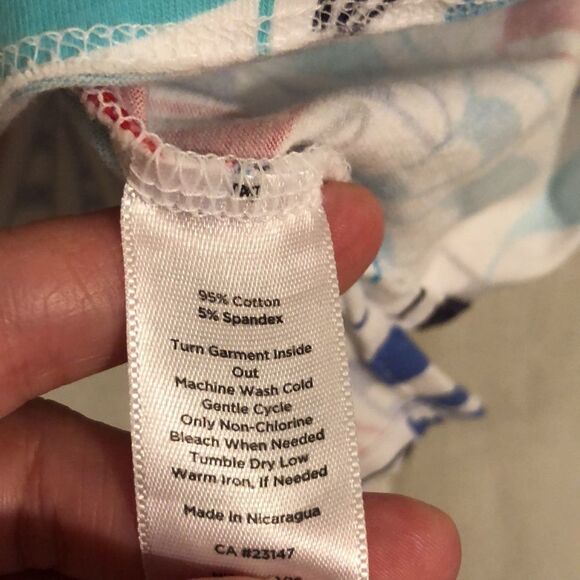 95% Cotton
5% Spandex
Turn Garment Inside
Out
Machine Wash Cold
Gentle Cycle
Only Non-Chlorine
Bleach When Needed
Tumble Dry Low
Warm Iron, If Needed
Made In Nicaragua
CA #23147